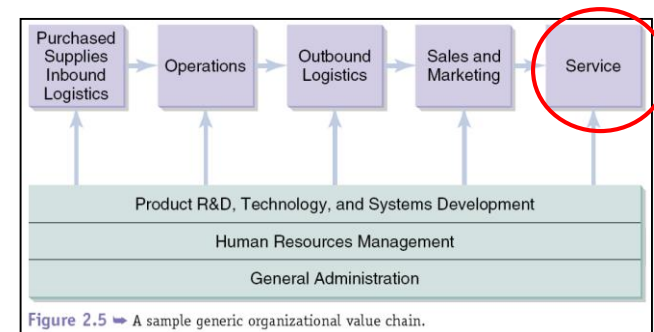 Purchased
Supplies
Inbound
Logistics
Operations
Outbound
Logistics
Sales and
Marketing
Service
Product R&D, Technology, and Systems Development
Human Resources Management
General Administration
Figure 2.5 ➥ A sample generic organizational value chain.